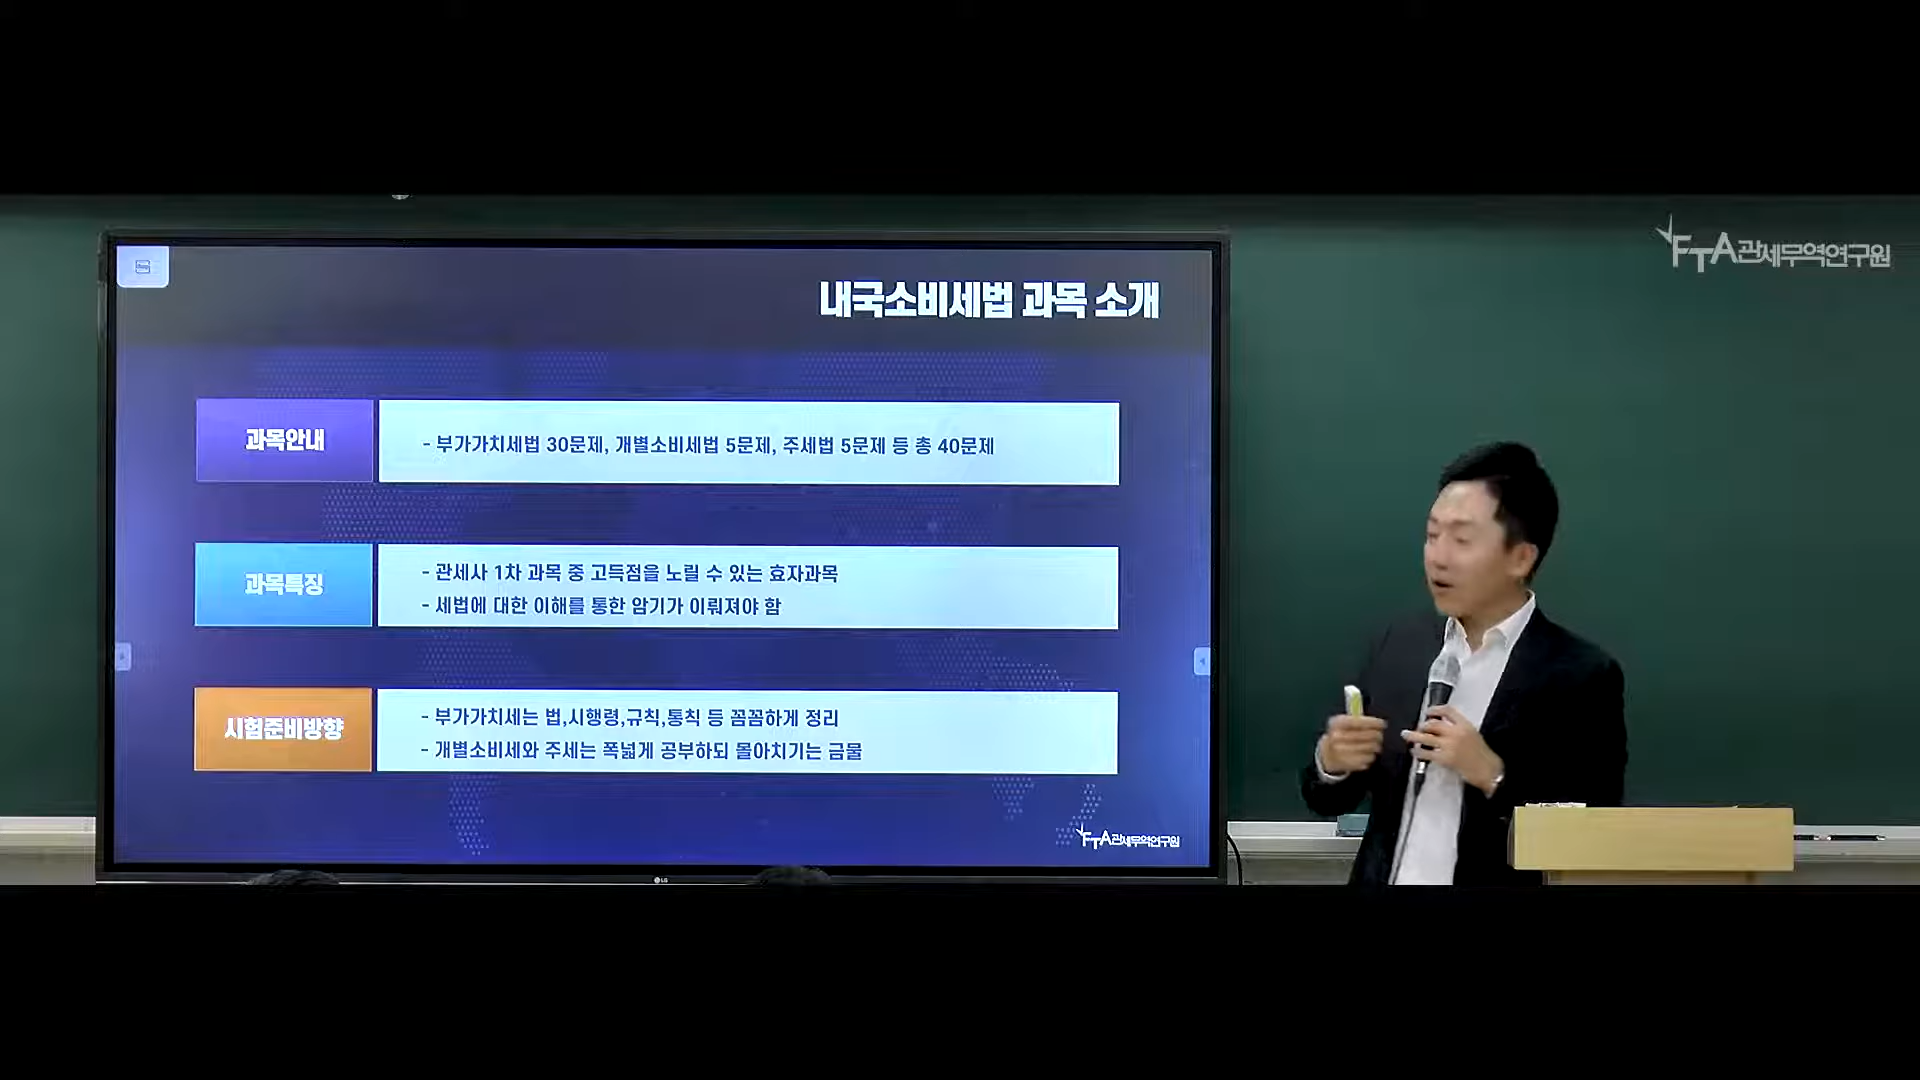 FTA관세무역연구원
내국소비세법 과목 소개
과목안내
- 부가가치세법 30문제, 개별소비세법 5문제, 주세법 5문제 등 총 40문제
과목특징
- 관세사 1차 과목 중 고득점을 노릴 수 있는 효자과목
- 세법에 대한 이해를 통한 암기가 이뤄져야 함
시험준비방향
- 부가가치세는 법,시행령,규칙,통칙 등 꼼꼼하게 정리
- 개별소비세와 주세는 폭넓게 공부하되 몰아치기는 금물
FTA관세무역연구원
LG